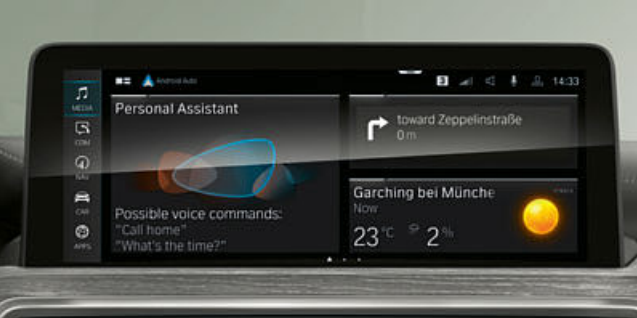 Android Auto
3
14:33
MEDIA
COM
NAV
CAR
APPS
Personal Assistant
Possible voice commands:
"Call home"
"What's the time?"
toward Zeppelinstraße
0 m
Garching bei Münche
Now
23 °C
2 %